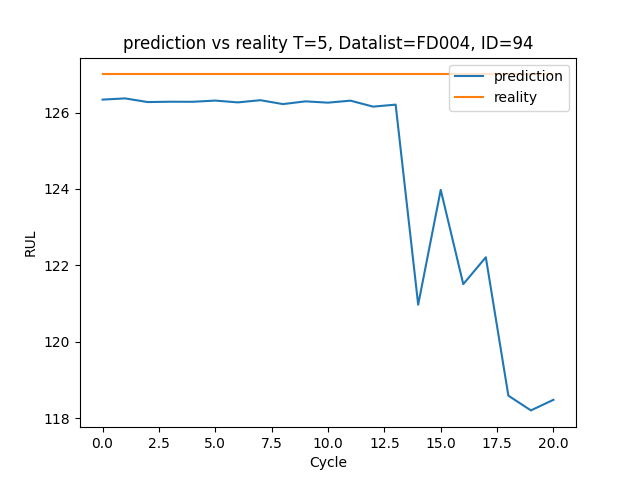 prediction vs reality T=5, Datalist=FD004, ID=94
prediction
reality
126
124
122
120
118
RUL
0.0 2.5 5.0 7.5 10.0 12.5 15.0 17.5 20.0
Cycle